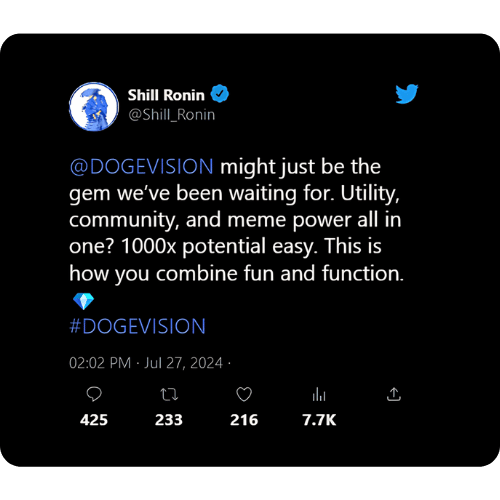 Shill Ronin
@Shill_Ronin
@DOGEVISION might just be the
gem we’ve been waiting for. Utility,
community, and meme power all in
one? 1000x potential easy. This is
how you combine fun and function.
#DOGEVISION
02:02 PM · Jul 27, 2024 ·
425 233 216 7.7K